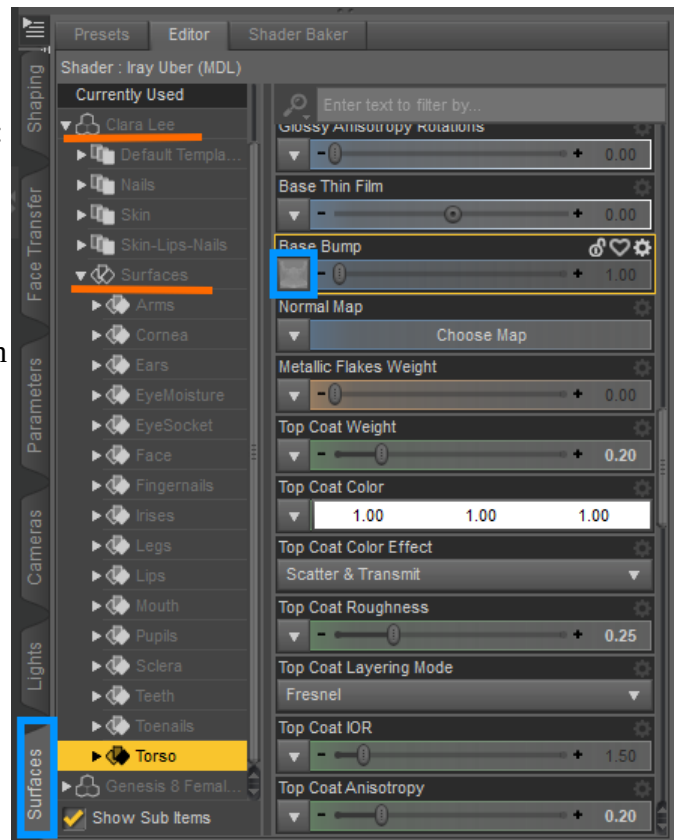 Presets Editor Shader Baker
Shader : Iray Uber (MDL)
Currently Used
Clara Lee
Default Templa...
Nails
Skin
Skin-Lips-Nails
Surfaces
Arms
Cornea
Ears
EyeMoisture
EyeSocket
Face
Fingernails
Irises
Legs
Lips
Mouth
Pupils
Sclera
Teeth
Toenails
Torso
Genesis 8 Femal...
Show Sub Items
Enter text to filter by...
Glossy Anisotropy Rotations
- + 0.00
Base Thin Film
- + 0.00
Base Bump
- + 1.00
Normal Map
Choose Map
Metallic Flakes Weight
- + 0.00
Top Coat Weight
- + 0.20
Top Coat Color
1.00 1.00 1.00
Top Coat Color Effect
Scatter & Transmit
Top Coat Roughness
- + 0.25
Top Coat Layering Mode
Fresnel
Top Coat IOR
- + 1.50
Top Coat Anisotropy
- + 0.20
Shaping
Face Transfer
Parameters
Cameras
Lights
Surfaces